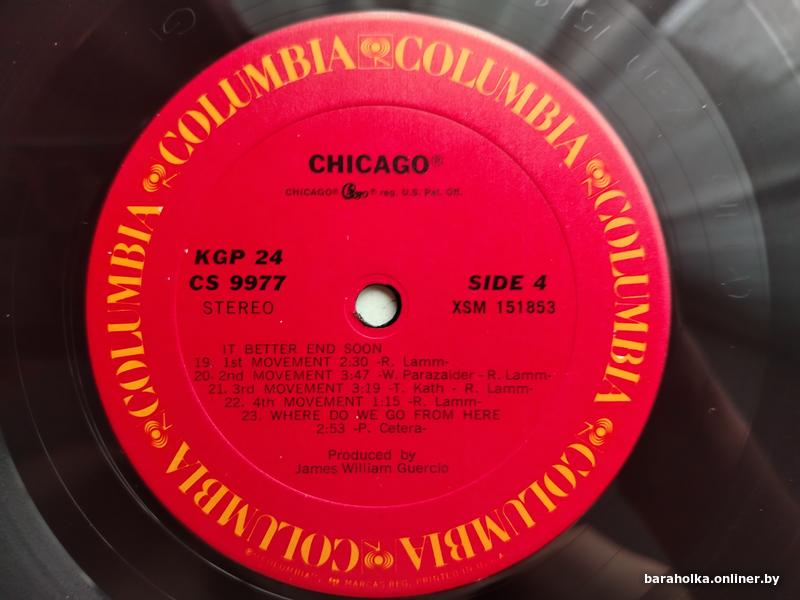 COLUMBIA COLUMBIA COLUMBIA COLUMBIA COLUMBIA COLUMBIA
CHICAGO®
CHICAGO® ® reg. U.S. Pat. Off.
KGP 24
CS 9977
SIDE 4
STEREO
XSM 151853
IT BETTER END SOON
19. 1st MOVEMENT 2:30 -R. Lamm-
20. 2nd MOVEMENT 3:47 -W. Parazaider - R. Lamm-
21. 3rd MOVEMENT 3:19 -T. Kath - R. Lamm-
22. 4th MOVEMENT 1:15 -R. Lamm-
23. WHERE DO WE GO FROM HERE
2:53 -P. Cetera-
Produced by
James William Guercio
MARCAS REG. PRINTED IN
baraholka.onliner.by